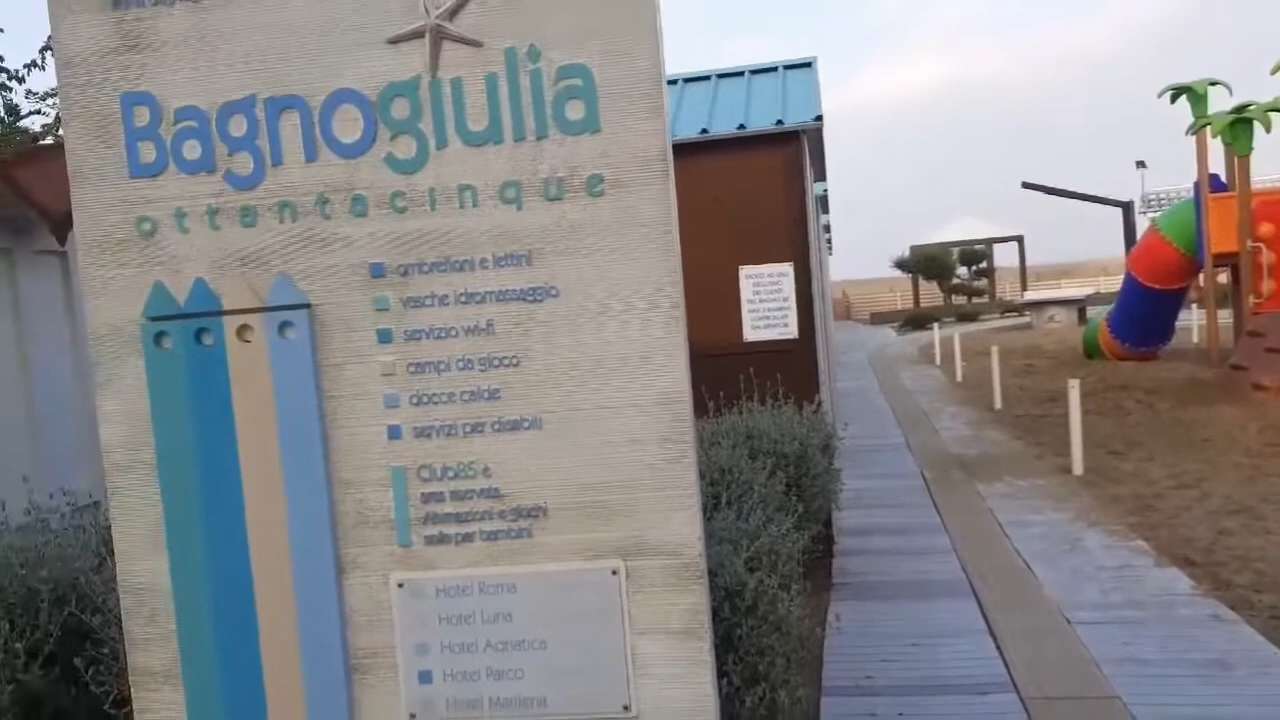 Bagnogiulia
ottantacinque
ombrelloni e lettini
vasche idromassaggio
servizio wi-fi
campi da gioco
docce calde
servizi per disabili
Club85 è
area riservata
Animazioni e giochi
solo per bambini
Hotel Roma
Hotel Luna
Hotel Adriatica
Hotel Parco
Hotel